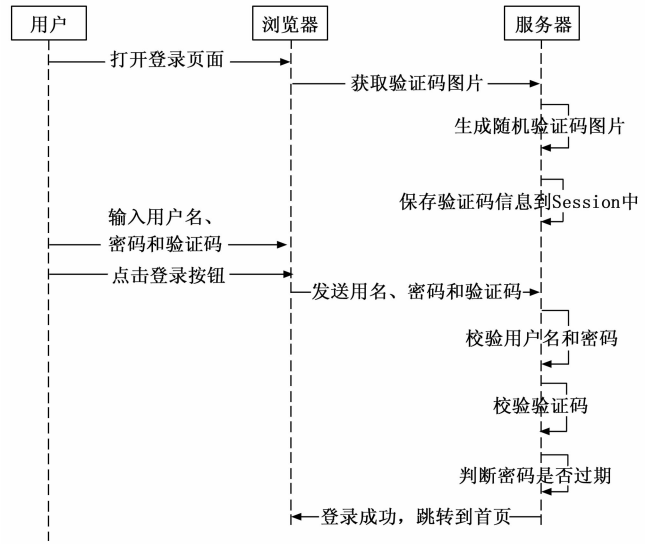 用户
浏览器
服务器
打开登录页面
获取验证码图片
生成随机验证码图片
保存验证码信息到Session中
输入用户名、
密码和验证码
点击登录按钮
发送用名、密码和验证码
校验用户名和密码
校验验证码
判断密码是否过期
登录成功，跳转到首页